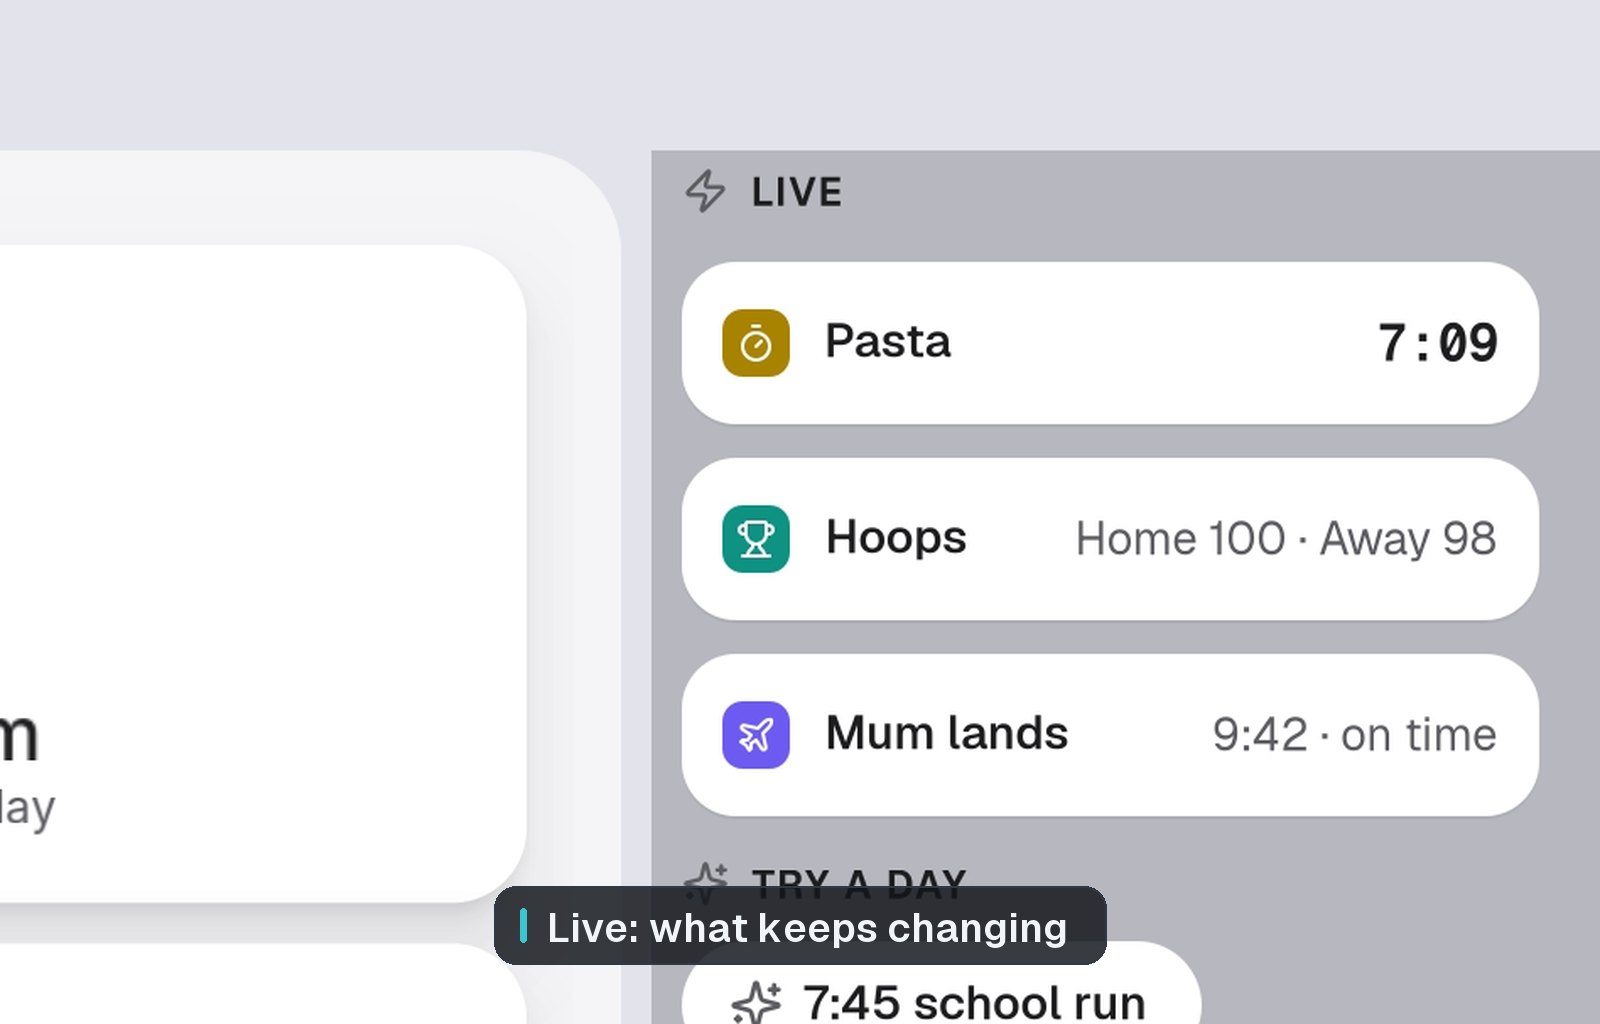 LIVE
Pasta 7:09
Hoops Home 100 · Away 98
Mum lands 9:42 · on time
TRY A DAY
Live: what keeps changing
7:45 school run